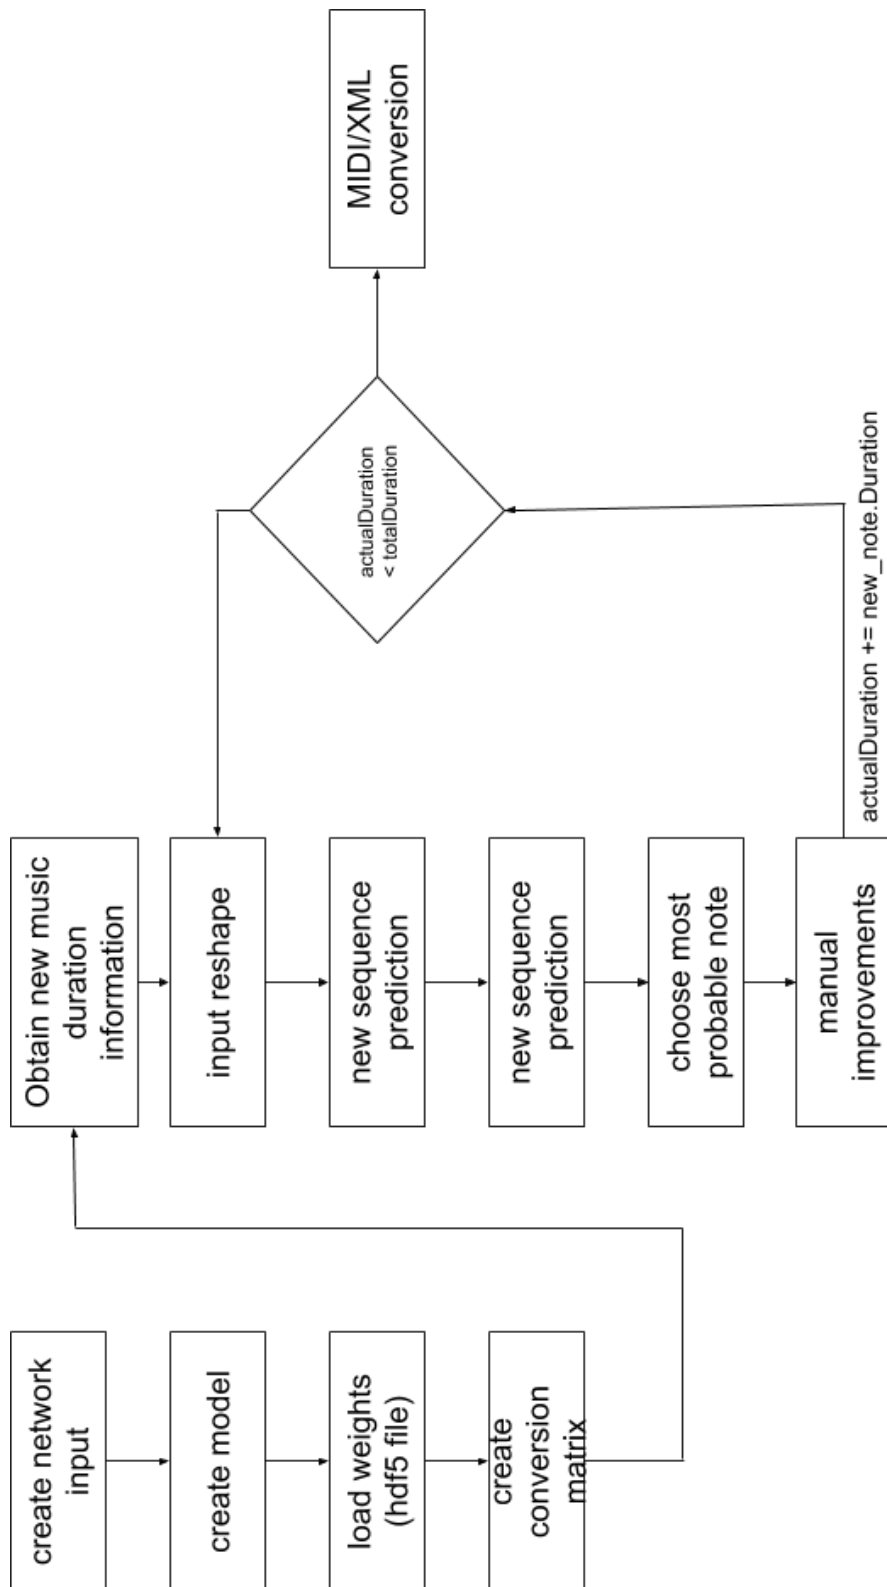 create network
input
create model
load weights
(hdf5 file)
create
conversion
matrix
Obtain new music
duration
information
input reshape
new sequence
prediction
new sequence
prediction
choose most
probable note
manual
improvements
actualDuration += new_note.Duration
actualDuration
< totalDuration
MIDI/XML
conversion